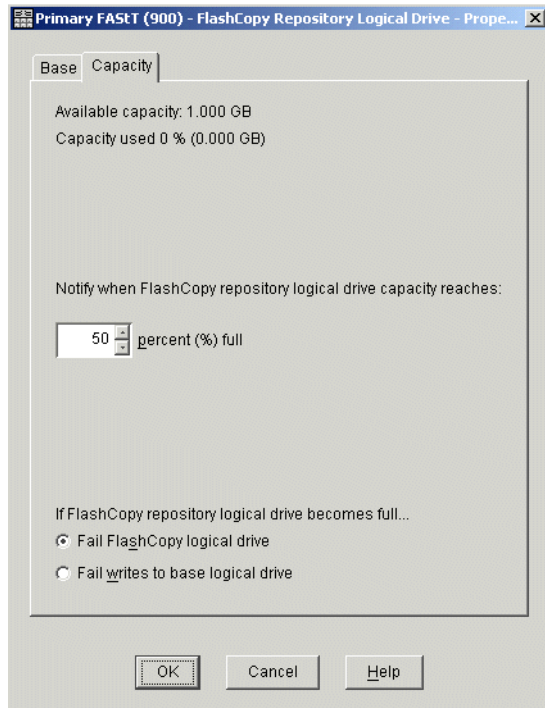 Primary FAStT (900) - FlashCopy Repository Logical Drive - Prope...
Base
Capacity
Available capacity: 1.000 GB
Capacity used 0 % (0.000 GB)
Notify when FlashCopy repository logical drive capacity reaches:
50 percent (%) full
If FlashCopy repository logical drive becomes full...
Fail FlashCopy logical drive
Fail writes to base logical drive
OK Cancel Help